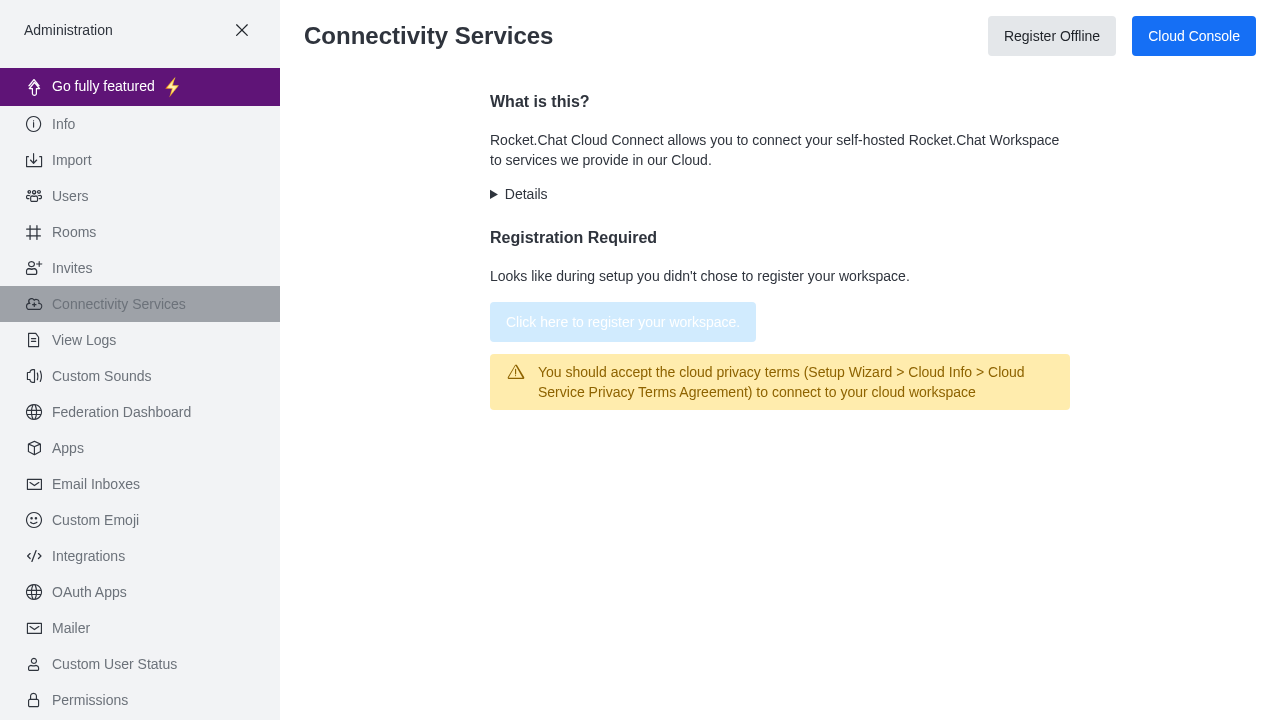 Administration
Go fully featured
Info
Import
Users
Rooms
Invites
Connectivity Services
View Logs
Custom Sounds
Federation Dashboard
Apps
Email Inboxes
Custom Emoji
Integrations
OAuth Apps
Mailer
Custom User Status
Permissions
Connectivity Services
Register Offline
Cloud Console
What is this?
Rocket.Chat Cloud Connect allows you to connect your self-hosted Rocket.Chat Workspace
to services we provide in our Cloud.
Details
Registration Required
Looks like during setup you didn't chose to register your workspace.
Click here to register your workspace.
You should accept the cloud privacy terms (Setup Wizard > Cloud Info > Cloud
Service Privacy Terms Agreement) to connect to your cloud workspace